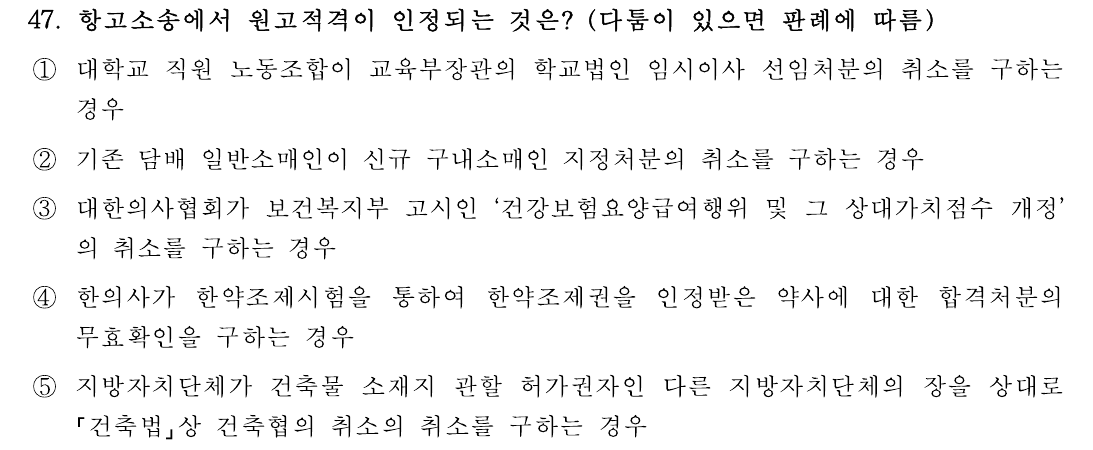 47. 항고소송에서 원고적격이 인정되는 것은? (다툼이 있으면 판례에 따름)
① 대학교 직원 노동조합이 교육부장관의 학교법인 임시이사 선임처분의 취소를 구하는
경우
② 기존 담배 일반소매인이 신규 구내소매인 지정처분의 취소를 구하는 경우
③ 대한의사협회가 보건복지부 고시인 ‘건강보험요양급여행위 및 그 상대가치점수 개정’
의 취소를 구하는 경우
④ 한의사가 한약조제시험을 통하여 한약조제권을 인정받은 약사에 대한 합격처분의
무효확인을 구하는 경우
⑤ 지방자치단체가 건축물 소재지 관할 허가권자인 다른 지방자치단체의 장을 상대로
「건축법」상 건축협의 취소의 취소를 구하는 경우